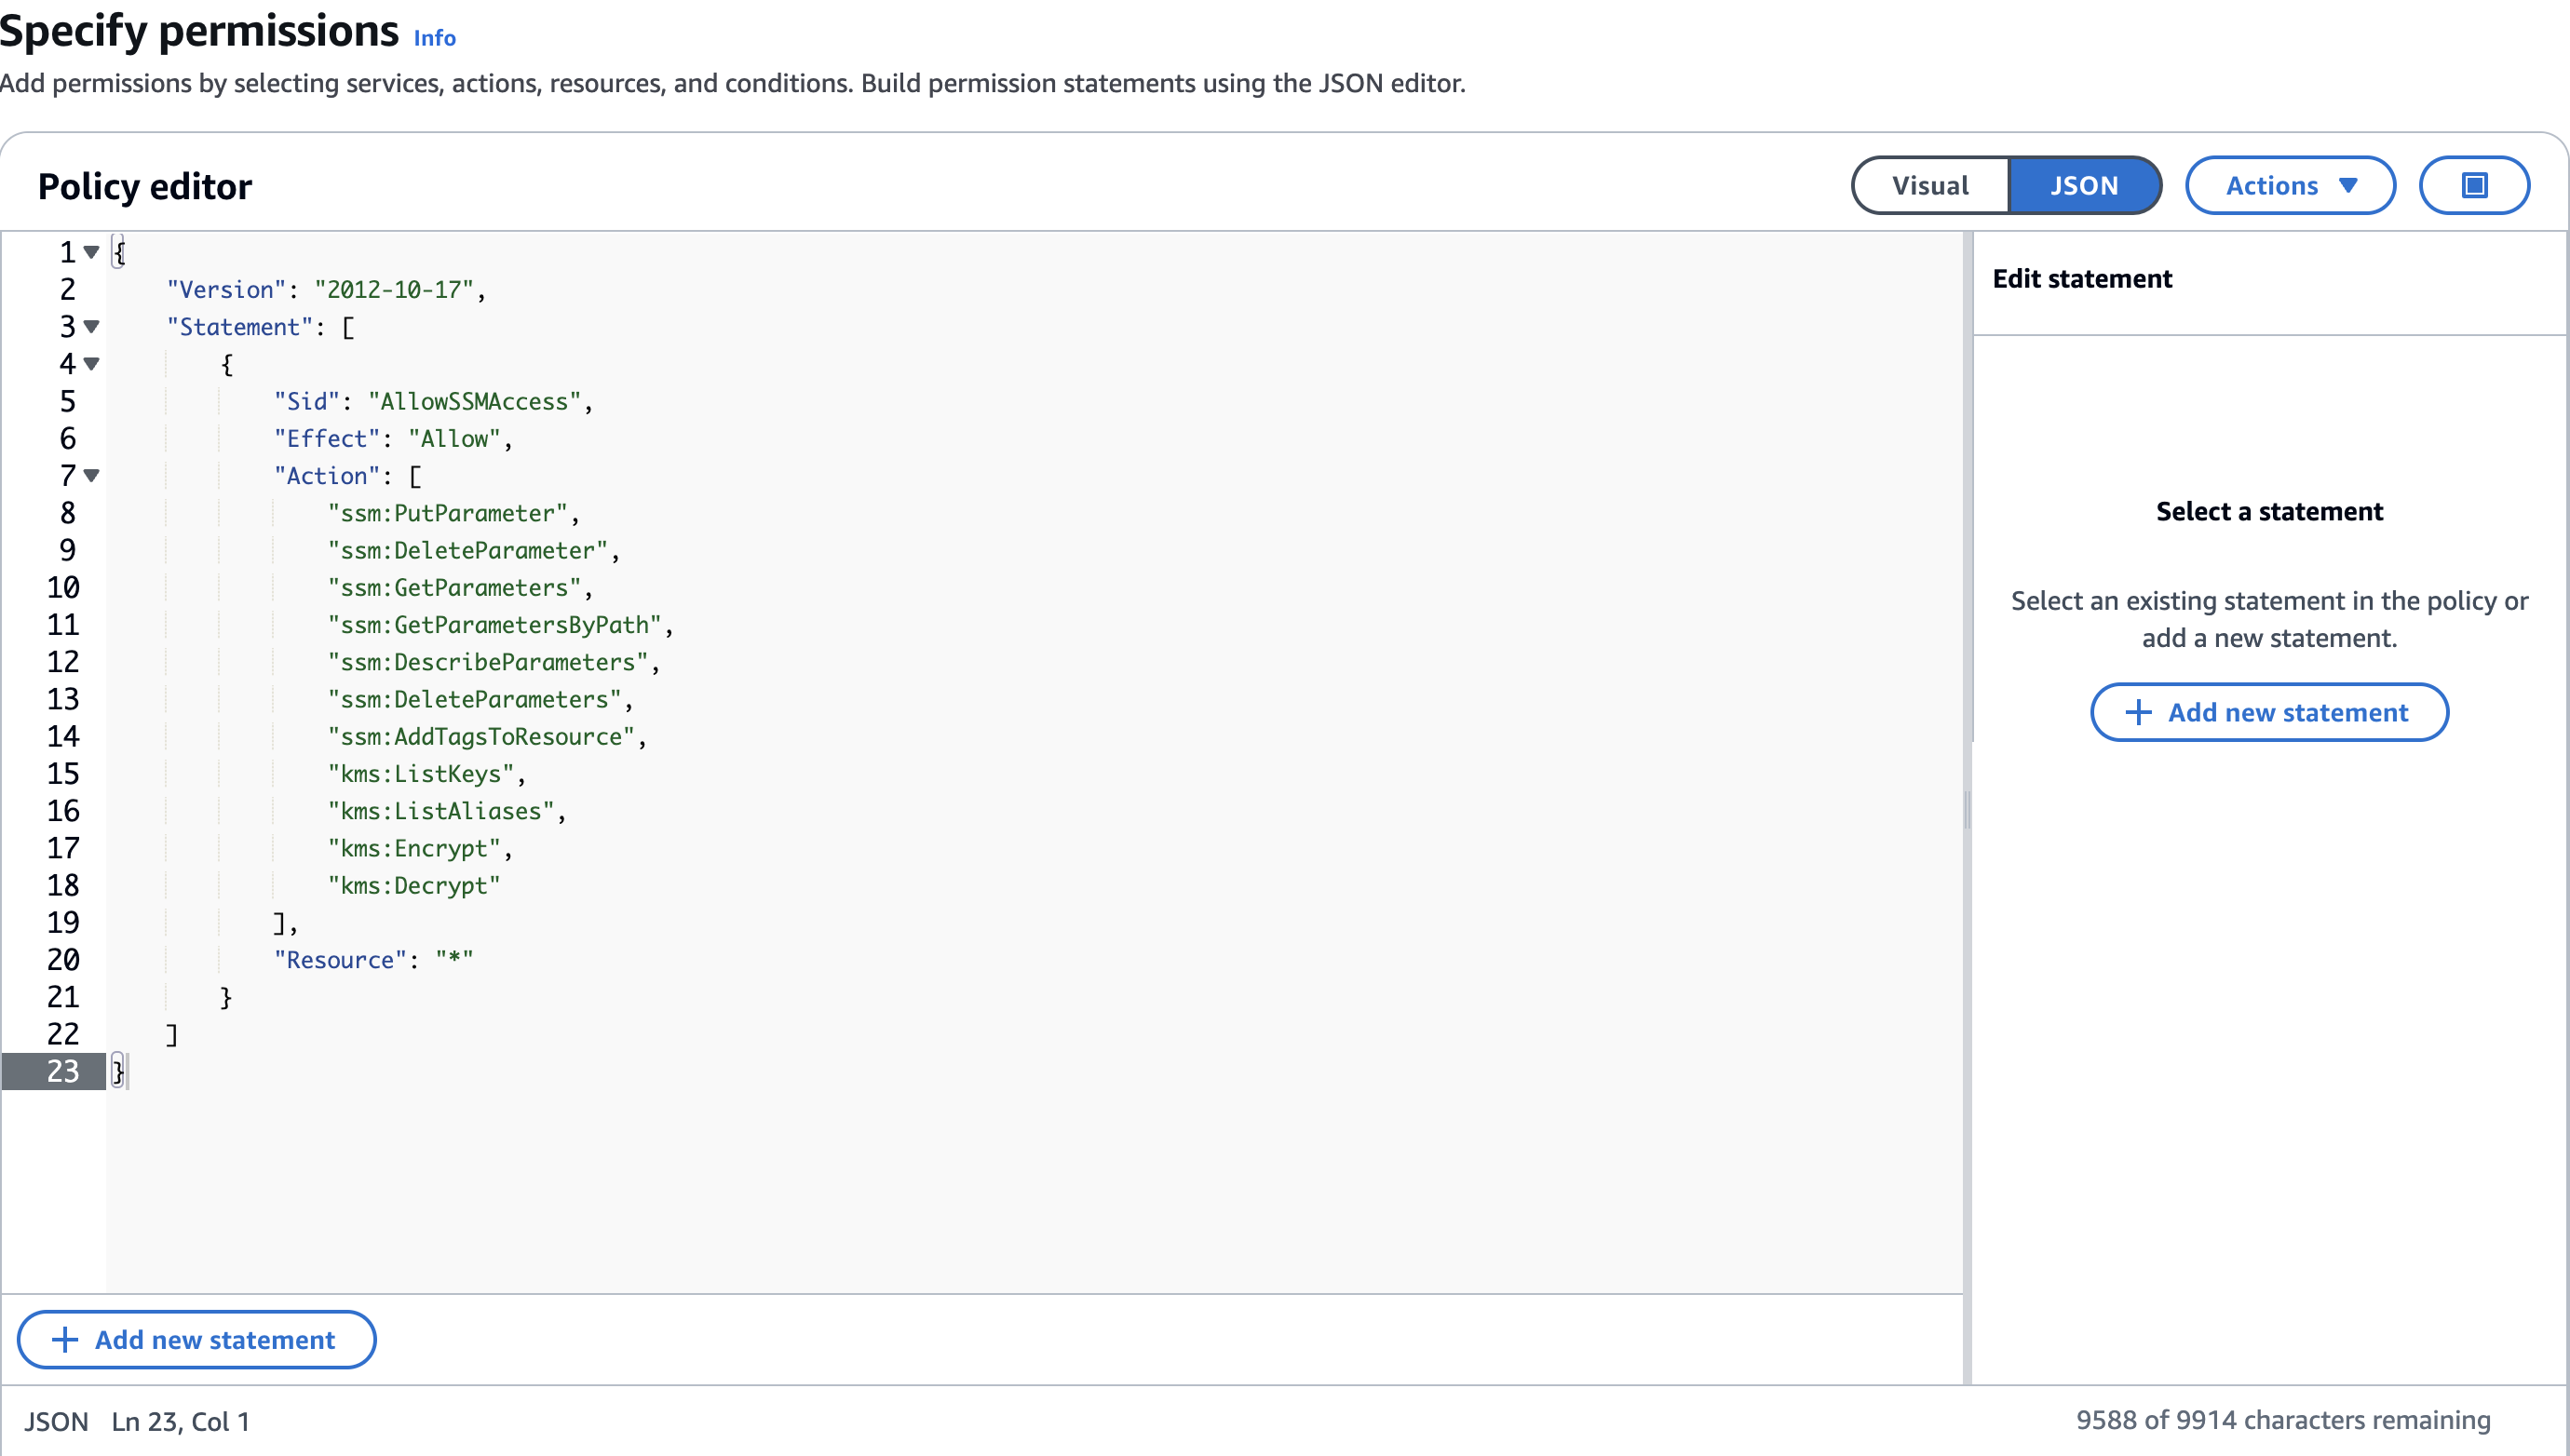 Specify permissions Info
Add permissions by selecting services, actions, resources, and conditions. Build permission statements using the JSON editor.
Policy editor
Visual JSON Actions
1 {
2 "Version": "2012-10-17",
3 "Statement": [
4 {
5 "Sid": "AllowSSMAccess",
6 "Effect": "Allow",
7 "Action": [
8 "ssm:PutParameter",
9 "ssm:DeleteParameter",
10 "ssm:GetParameters",
11 "ssm:GetParametersByPath",
12 "ssm:DescribeParameters",
13 "ssm:DeleteParameters",
14 "ssm:AddTagsToResource",
15 "kms:ListKeys",
16 "kms:ListAliases",
17 "kms:Encrypt",
18 "kms:Decrypt"
19 ],
20 "Resource": "*"
21 }
22 ]
23 }
Edit statement
Select a statement
Select an existing statement in the policy or
add a new statement.
+ Add new statement
+ Add new statement
JSON Ln 23, Col 1
9588 of 9914 characters remaining